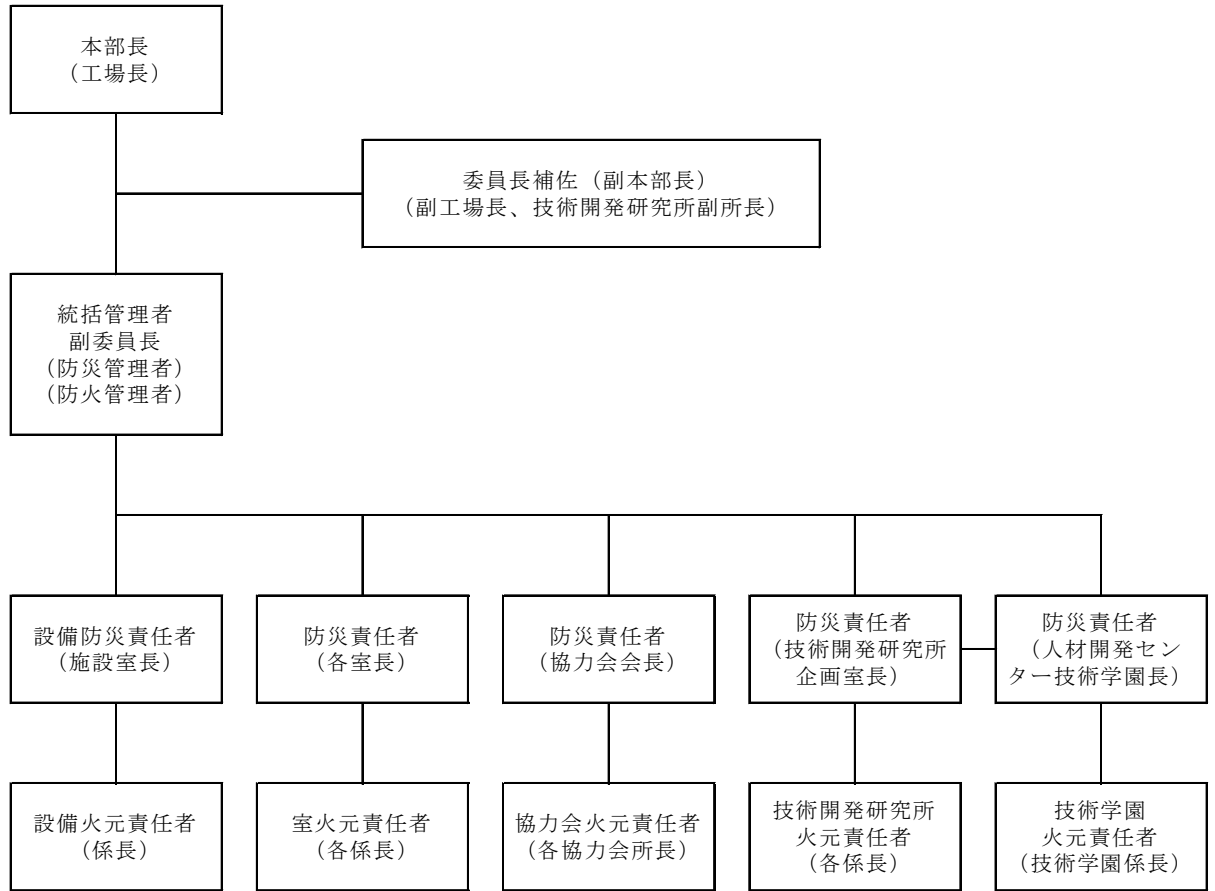 本部長
（工場長）
委員長補佐（副本部長）
（副工場長、技術開発研究所副所長）
統括管理者
副委員長
（防災管理者）
（防火管理者）
設備防災責任者
（施設室長）
防災責任者
（各室長）
防災責任者
（協力会会長）
防災責任者
（技術開発研究所
企画室長）
防災責任者
（人材開発セン
ター技術学園長）
設備火元責任者
（係長）
室火元責任者
（各係長）
協力会火元責任者
（各協力会所長）
技術開発研究所
火元責任者
（各係長）
技術学園
火元責任者
（技術学園係長）